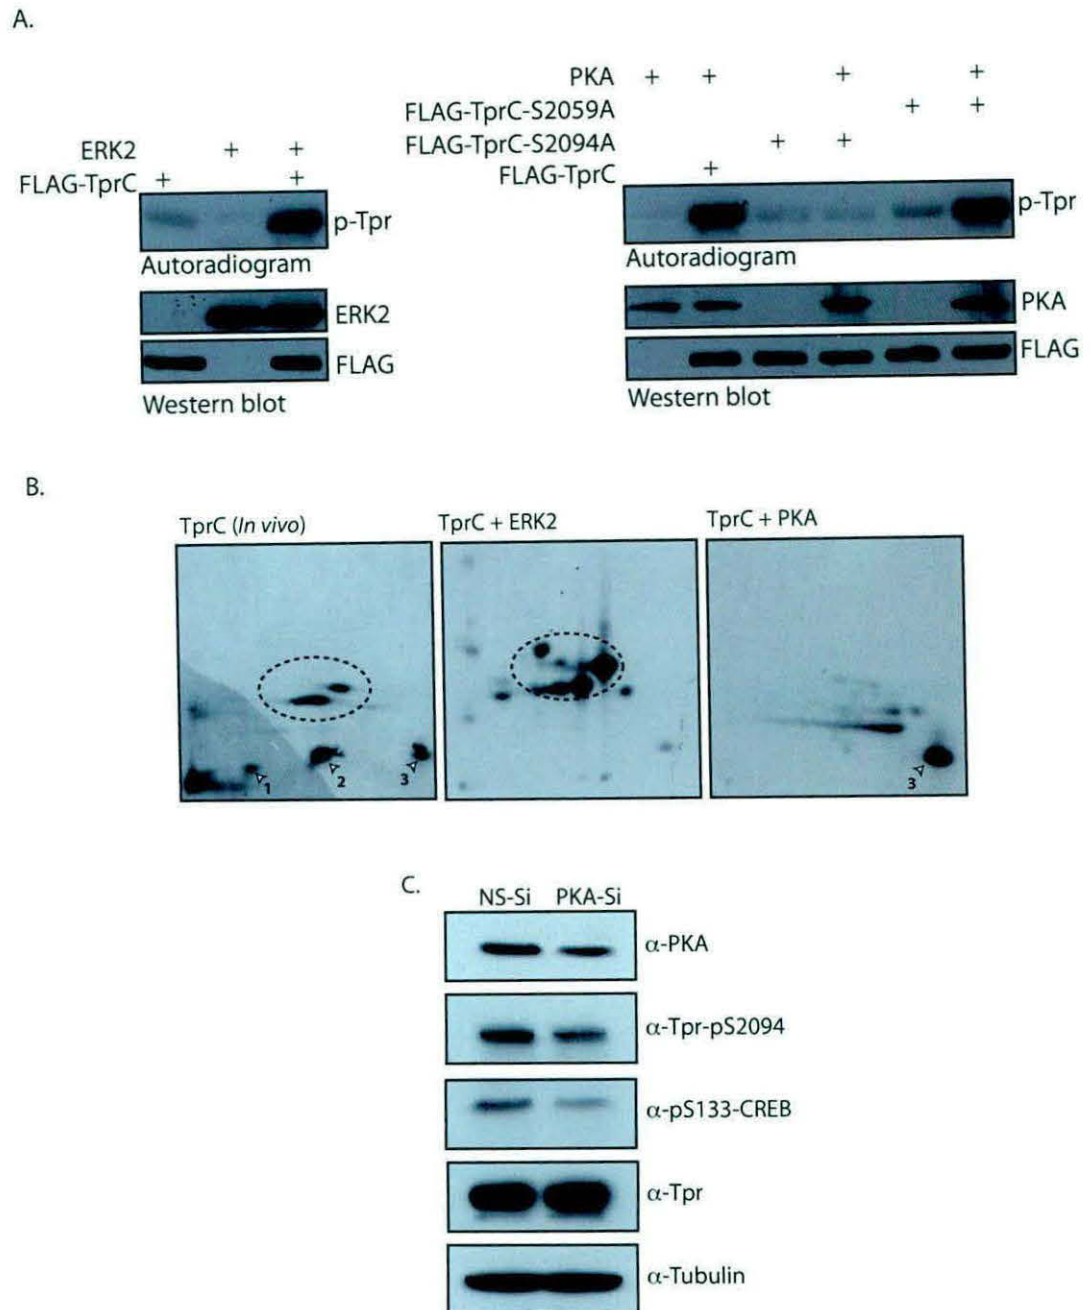 A.
ERK2 + +
FLAG-TprC + +
p-Tpr
Autoradiogram
ERK2
FLAG
Western blot
PKA + + + +
FLAG-TprC-S2059A + +
FLAG-TprC-S2094A + +
FLAG-TprC +
p-Tpr
Autoradiogram
PKA
FLAG
Western blot
B.
TprC (In vivo) TprC + ERK2 TprC + PKA
1 2 3 3
C.
NS-Si PKA-Si
α-PKA
α-Tpr-pS2094
α-pS133-CREB
α-Tpr
α-Tubulin